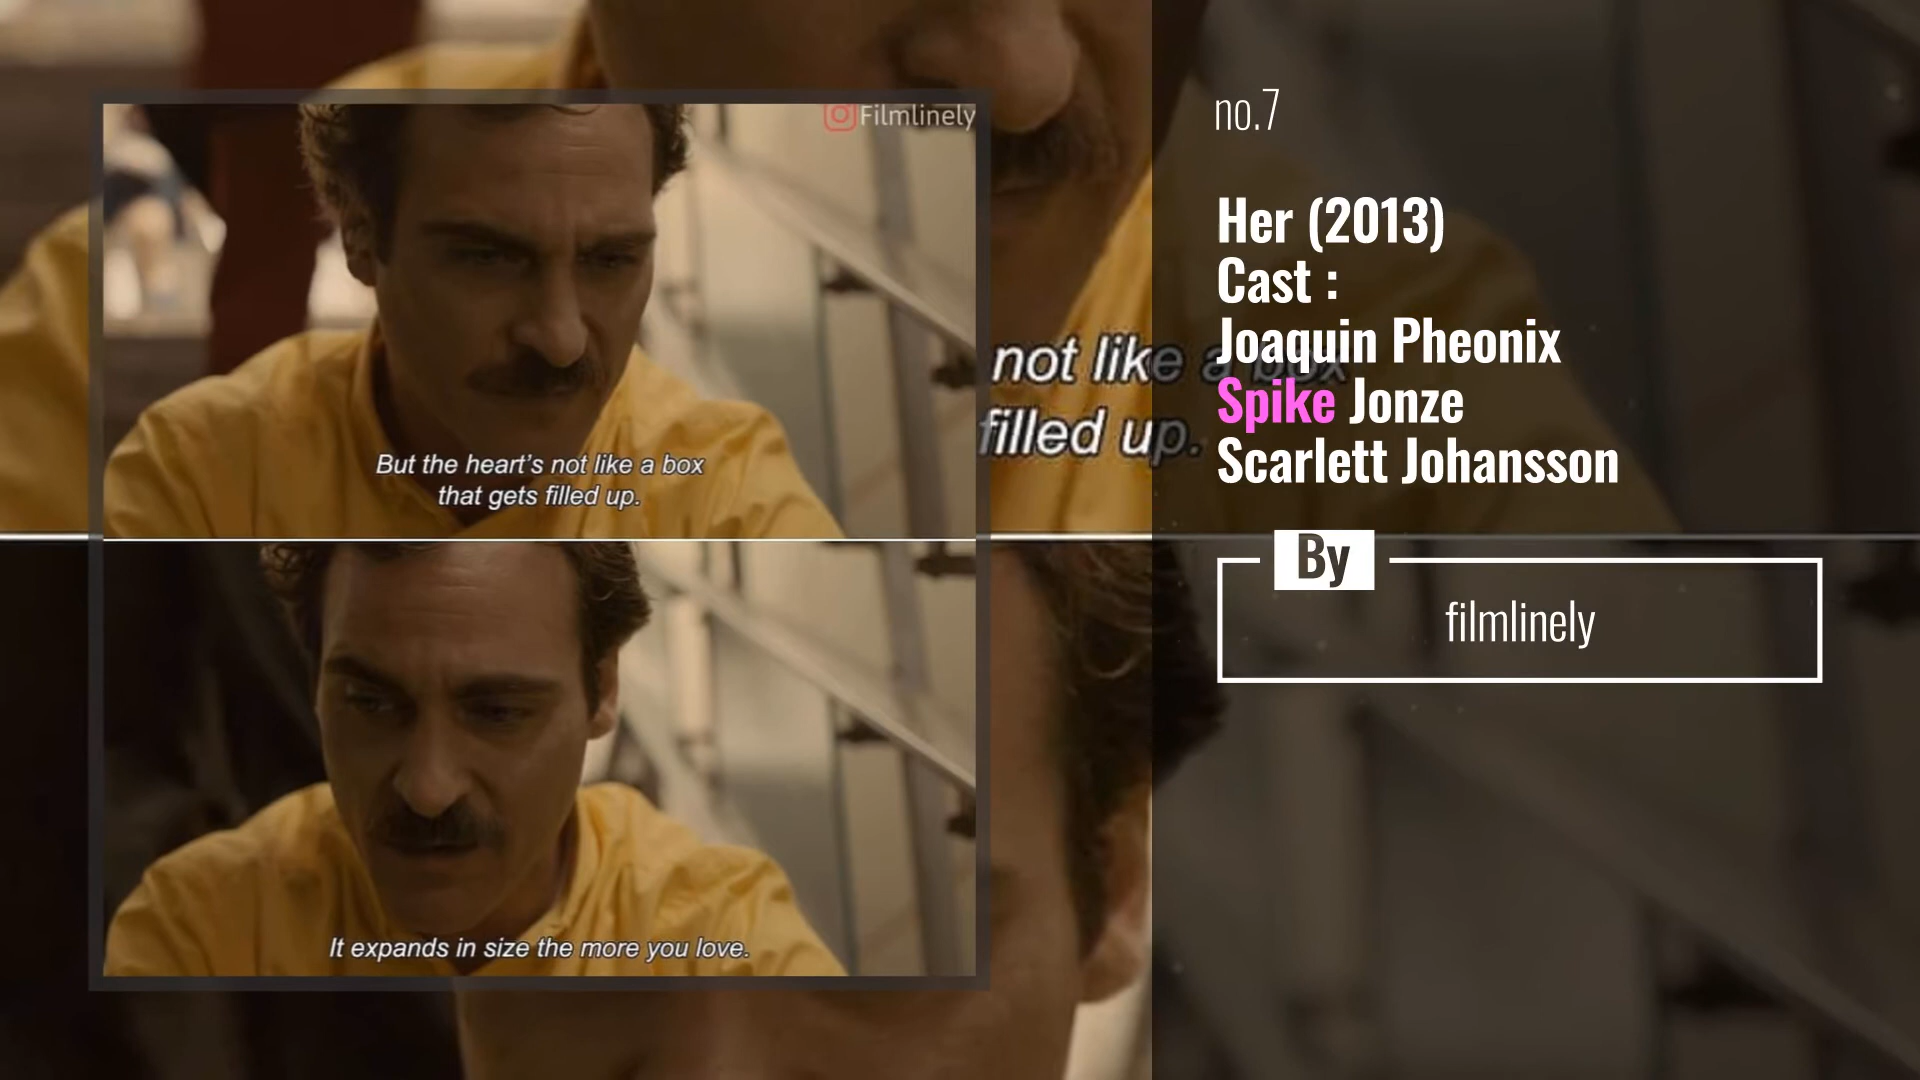 Filmlinely
But the heart's not like a box
that gets filled up.
It expands in size the more you love.
not like a box
filled up.
no.7
Her (2013)
Cast :
Joaquin Pheonix
Spike Jonze
Scarlett Johansson
By
filmlinely